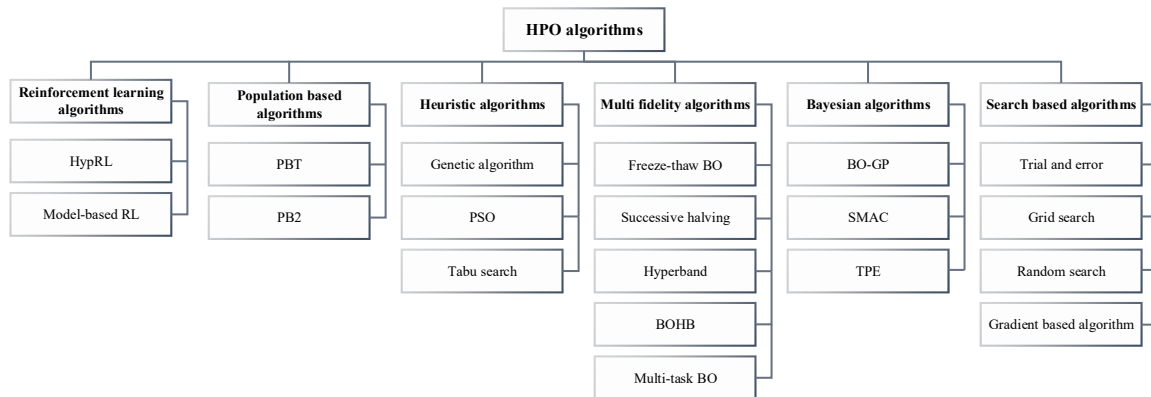 HPO algorithms
Reinforcement learning
algorithms
HypRL
Model-based RL
Population based
algorithms
PBT
PB2
Heuristic algorithms
Genetic algorithm
PSO
Tabu search
Multi fidelity algorithms
Freeze-thaw BO
Successive halving
Hyperband
BOHB
Multi-task BO
Bayesian algorithms
BO-GP
SMAC
TPE
Search based algorithms
Trial and error
Grid search
Random search
Gradient based algorithm